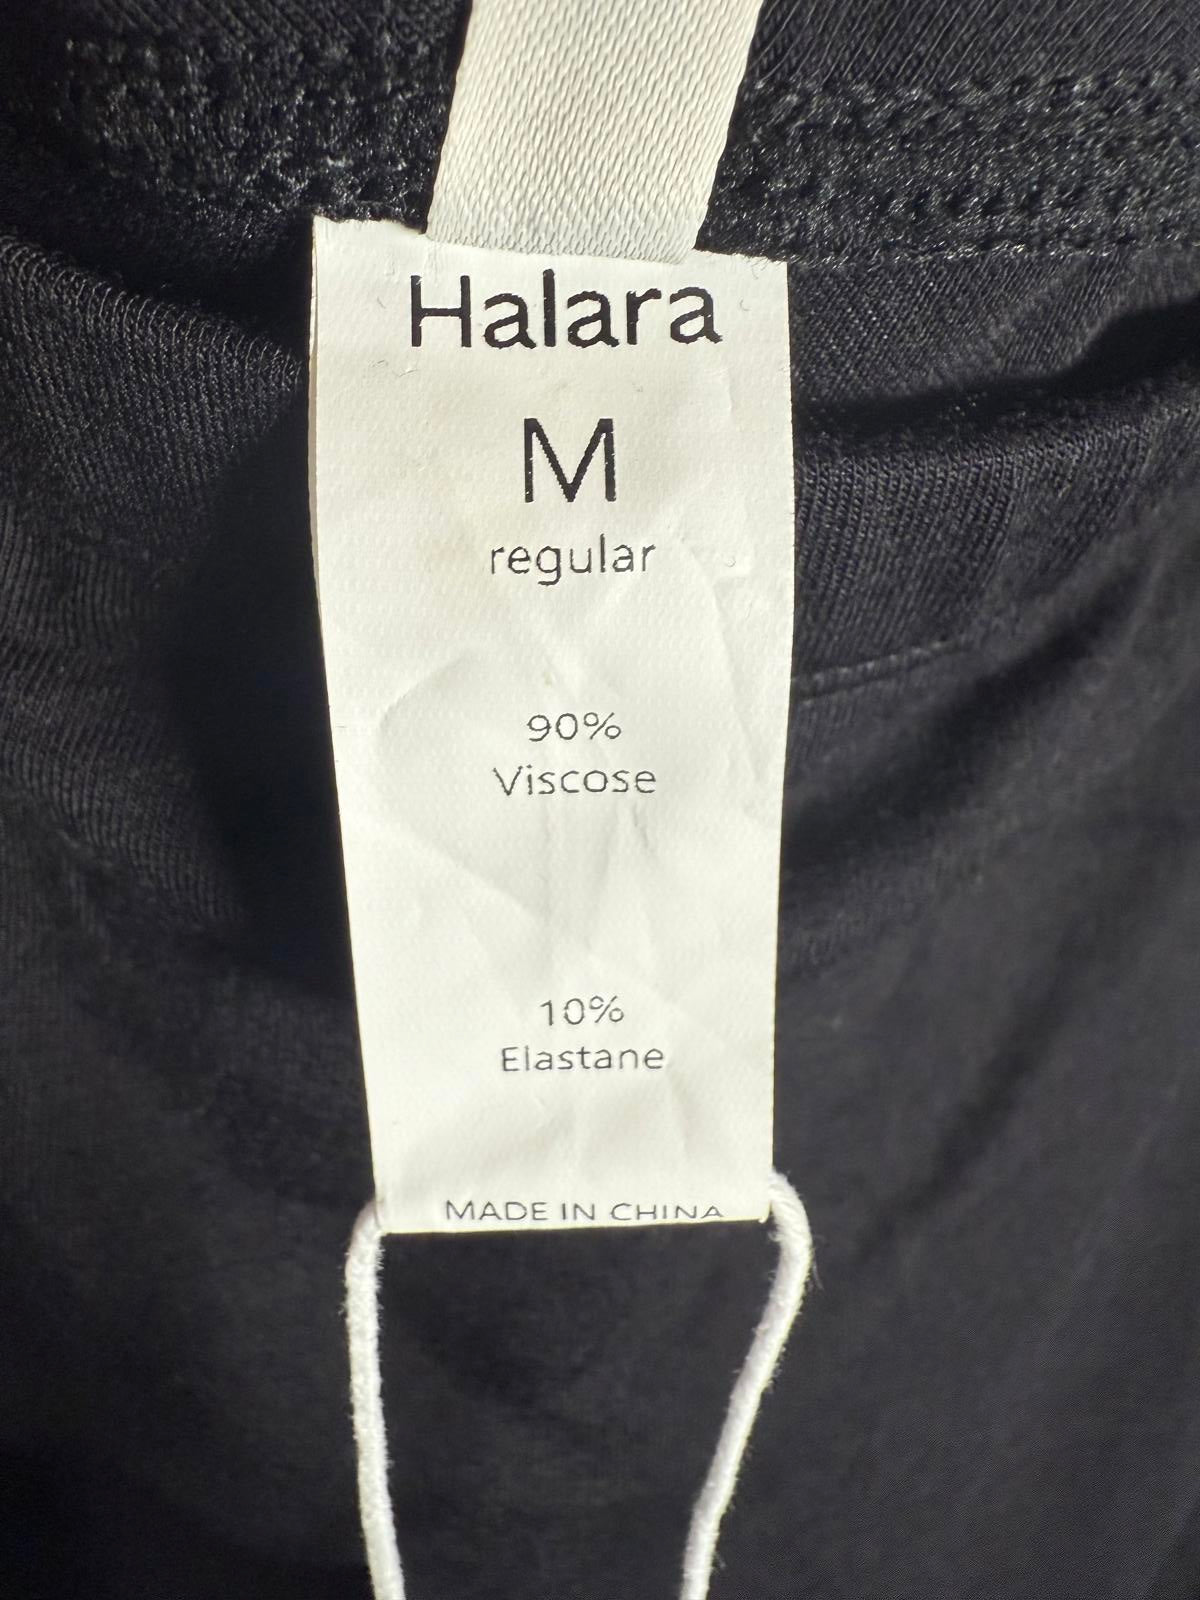 Halara
M
regular
90%
Viscose
10%
Elastane
MADE IN CHINA